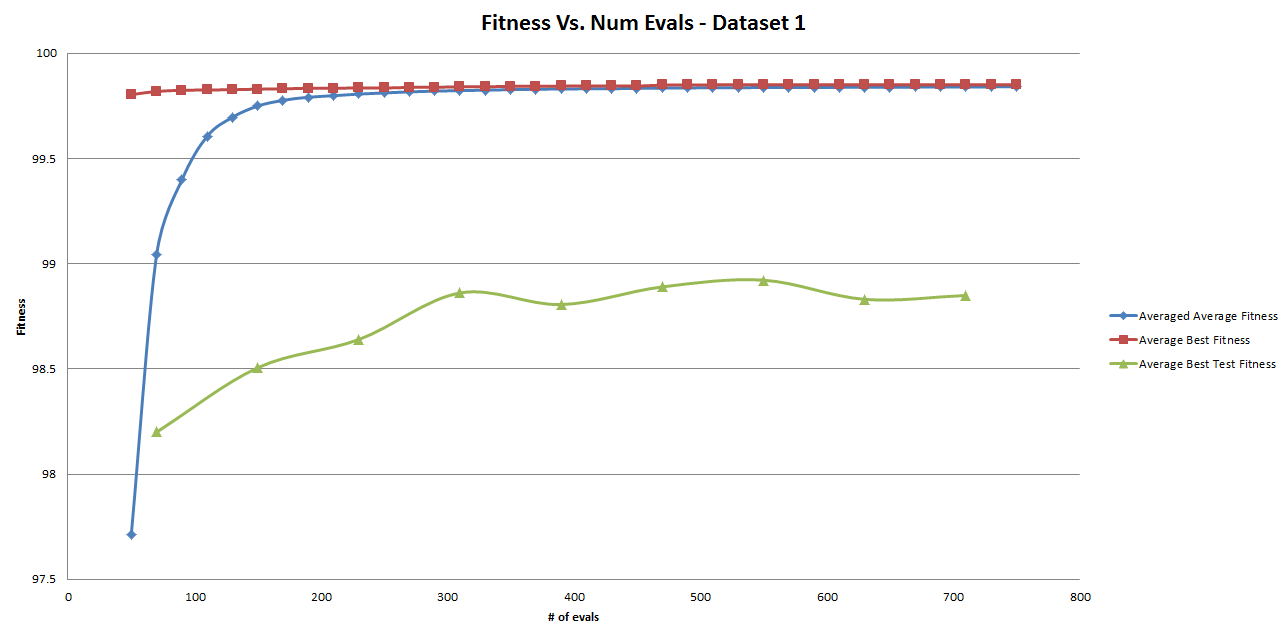 Fitness Vs. Num Evals - Dataset 1
100
99.5
99
98.5
98
97.5
Fitness
0 100 200 300 400 500 600 700 800
# of evals
Averaged Average Fitness
Average Best Fitness
Average Best Test Fitness